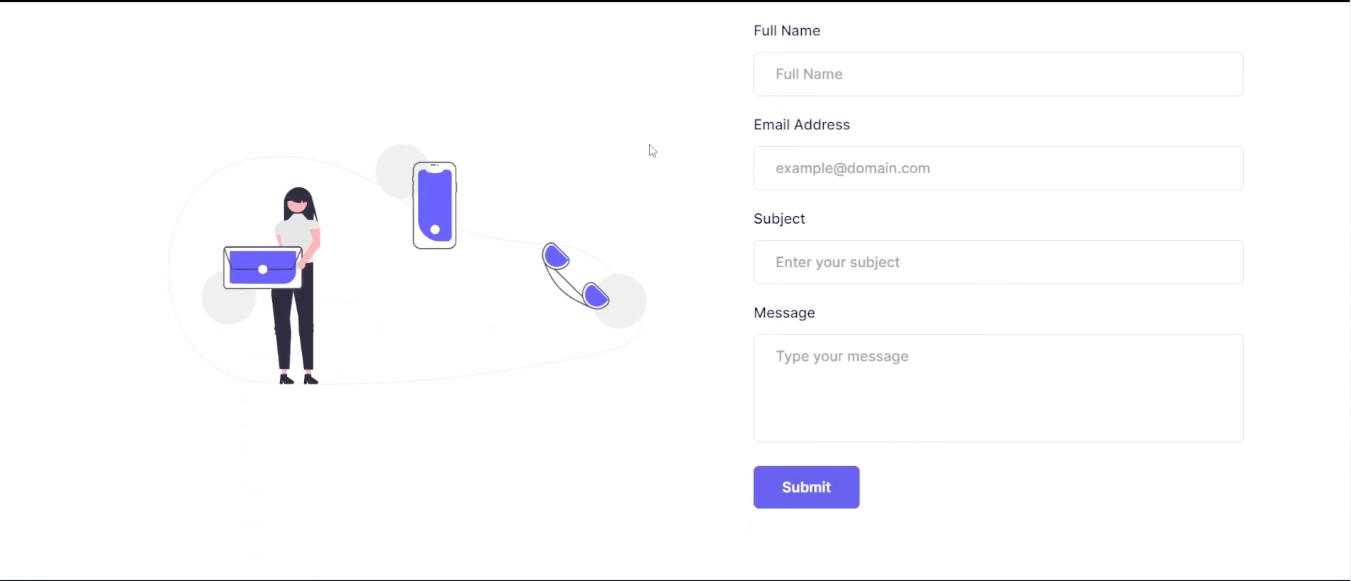 Full Name
Full Name
Email Address
example@domain.com
Subject
Enter your subject
Message
Type your message
Submit